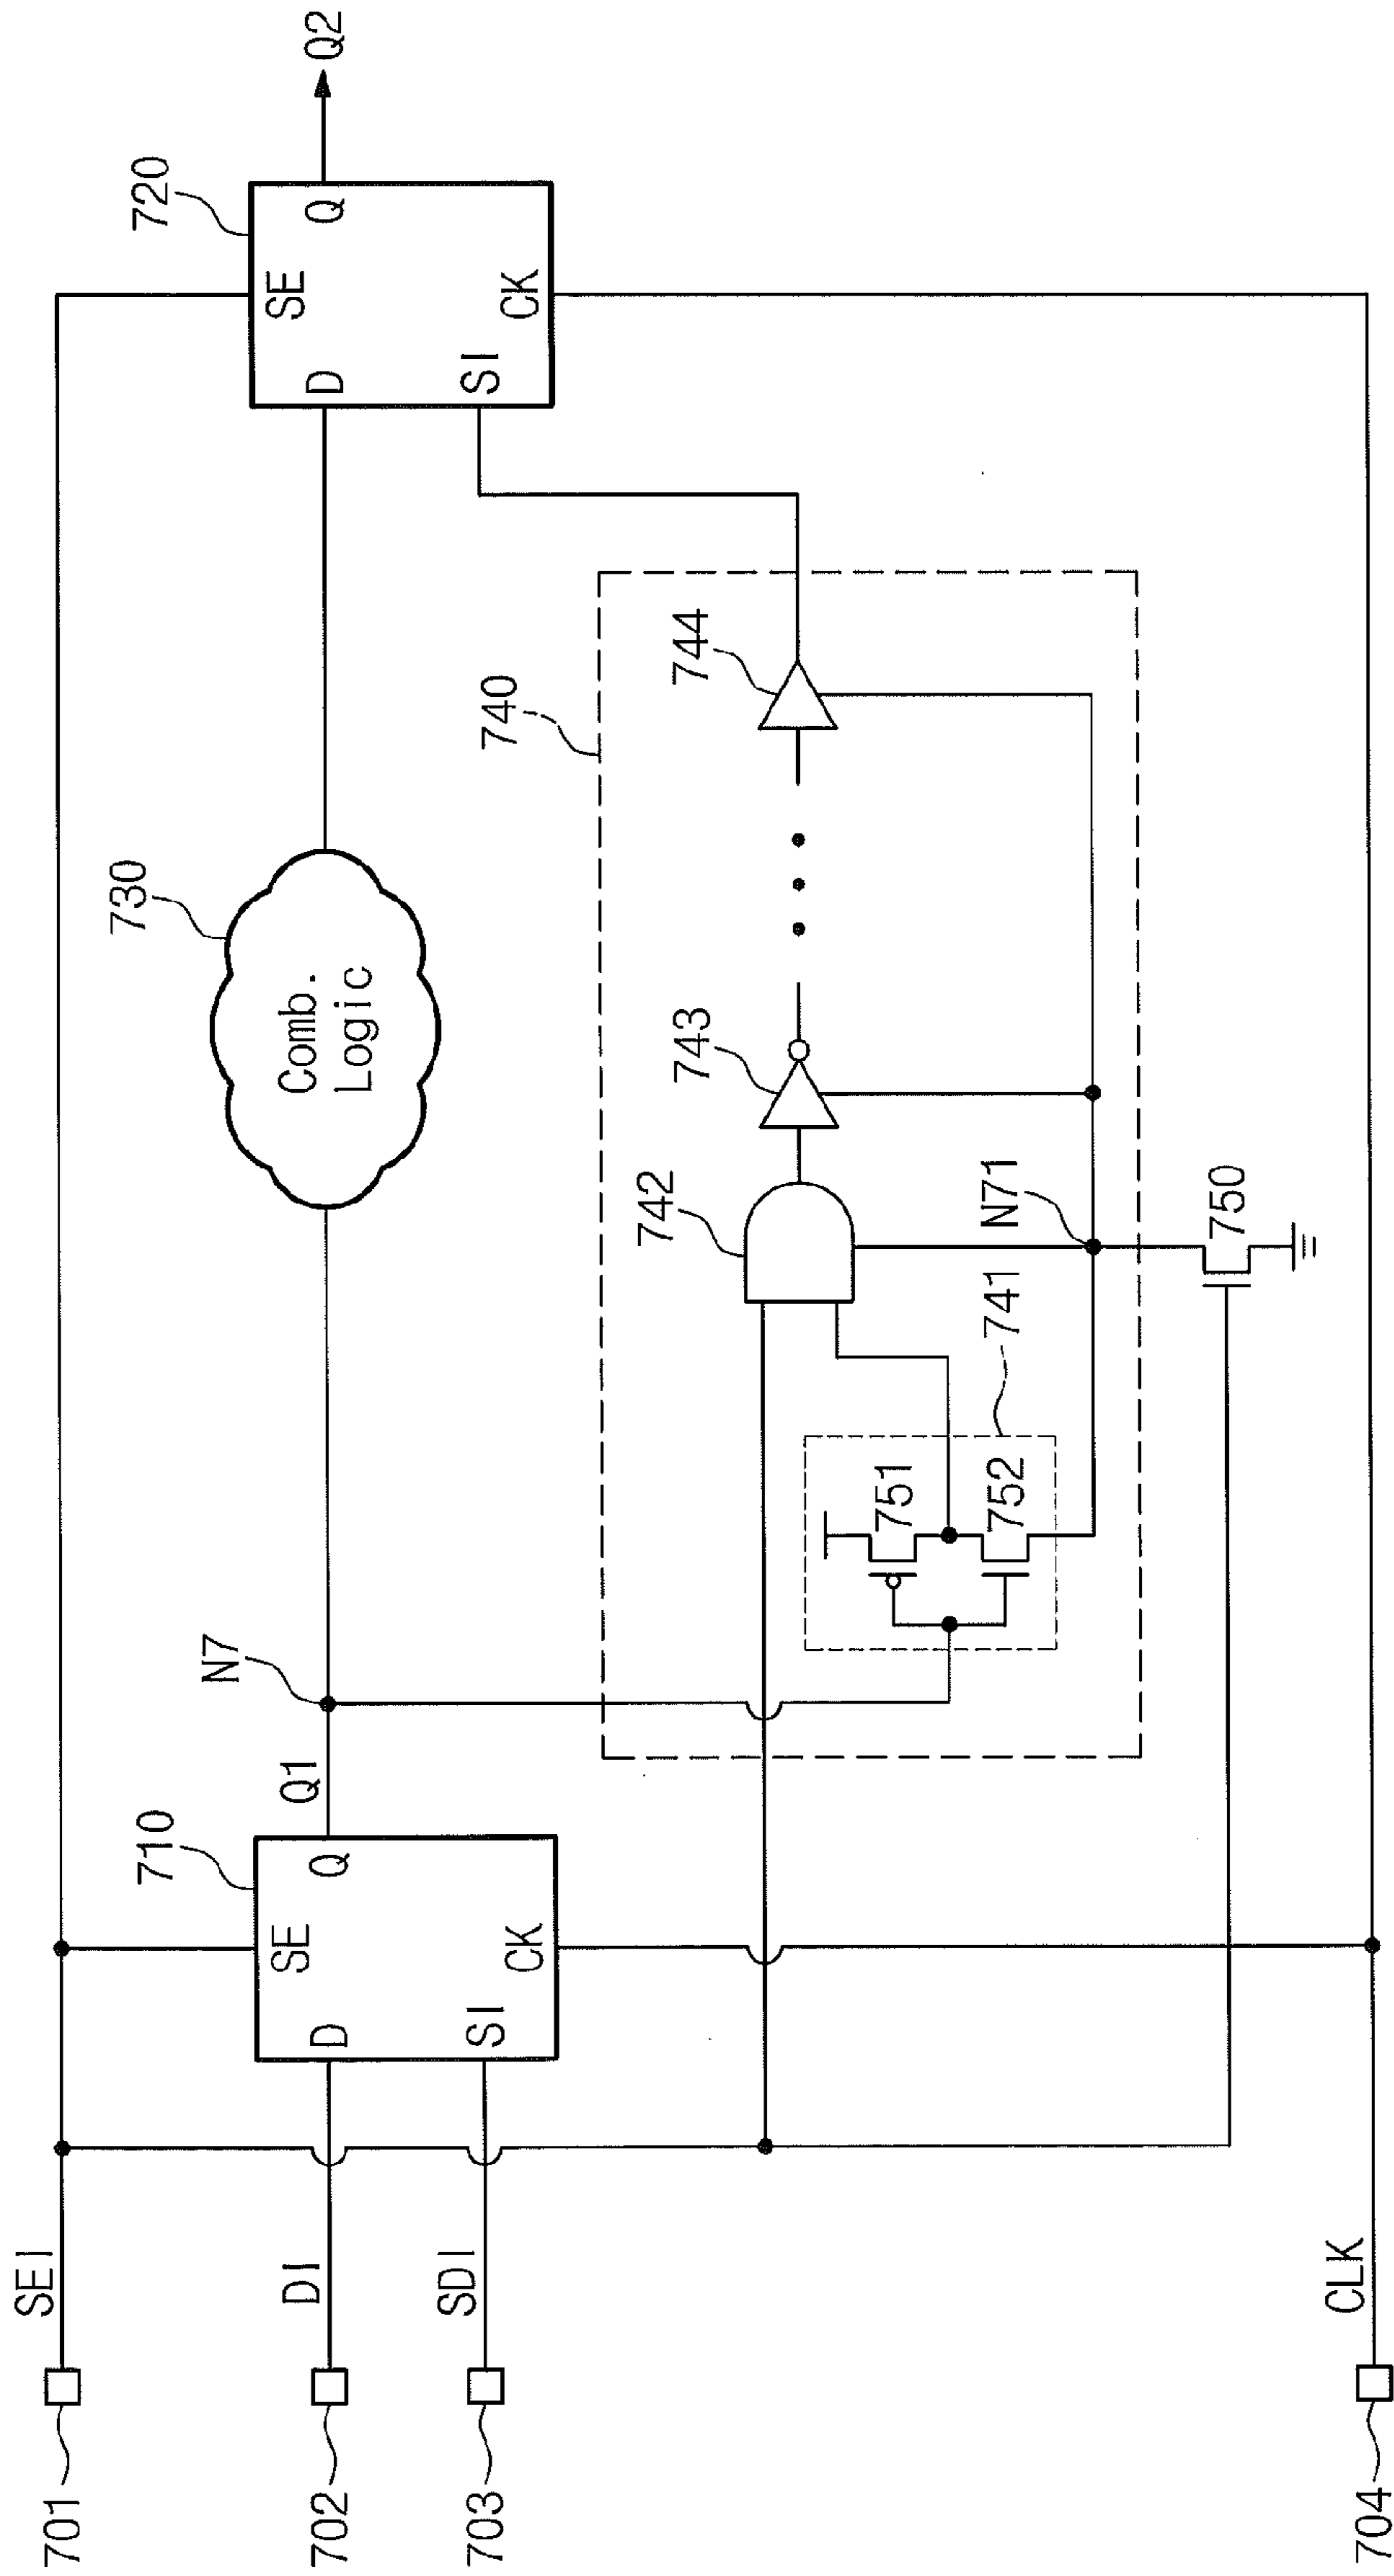 701
SEI
702
DI
703
SDI
704
CLK
710
SE
D
Q
SI
CK
Q1
N7
730
Comb.
Logic
720
SE
D
Q
SI
CK
Q2
740
741
751
752
742
743
744
N71
750